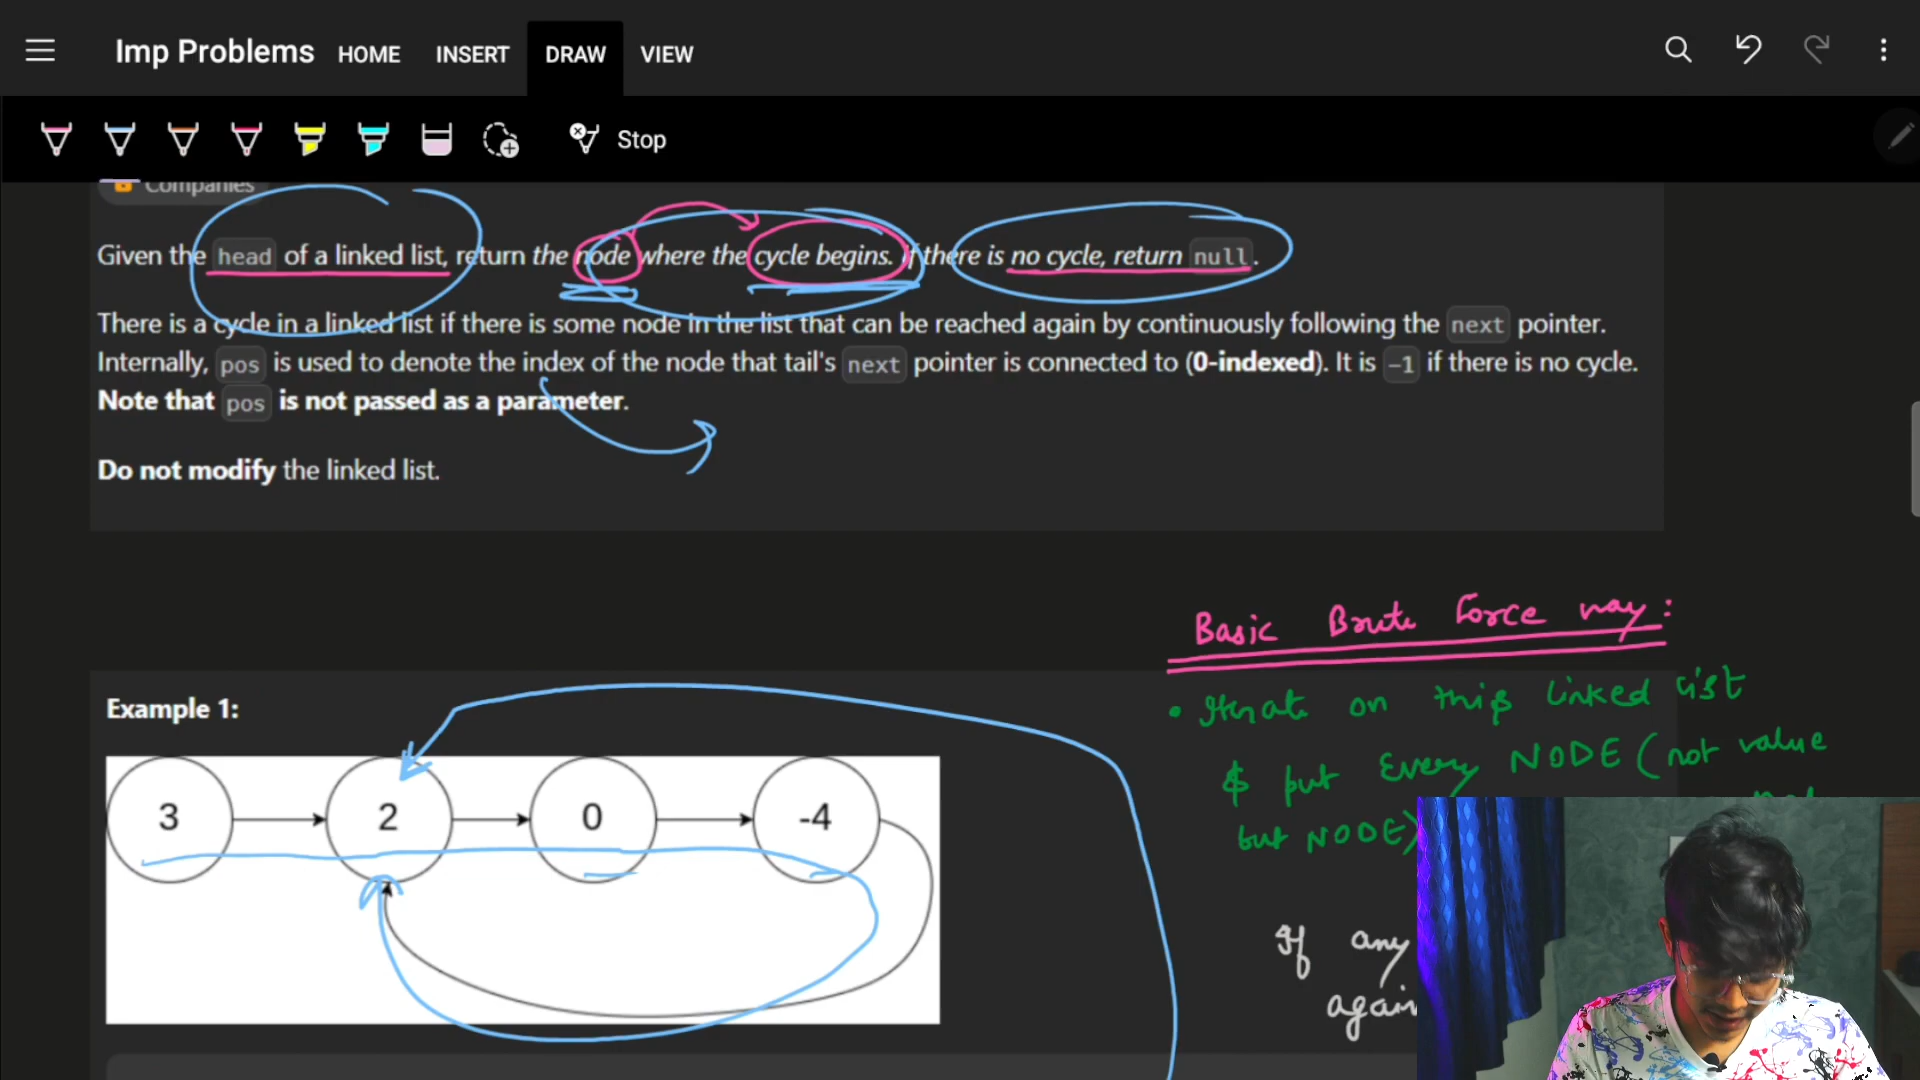 Imp Problems HOME INSERT DRAW VIEW
Stop
Companies
Given the head of a linked list, return the node where the cycle begins. If there is no cycle, return null.
There is a cycle in a linked list if there is some node in the list that can be reached again by continuously following the next pointer.
Internally, pos is used to denote the index of the node that tail's next pointer is connected to (0-indexed). It is -1 if there is no cycle.
Note that pos is not passed as a parameter.
Do not modify the linked list.
Basic Brute Force way:
• Iterate on this linked list
& put Every NODE (not value
but NODE)
If any
again
Example 1:
3 2 0 -4